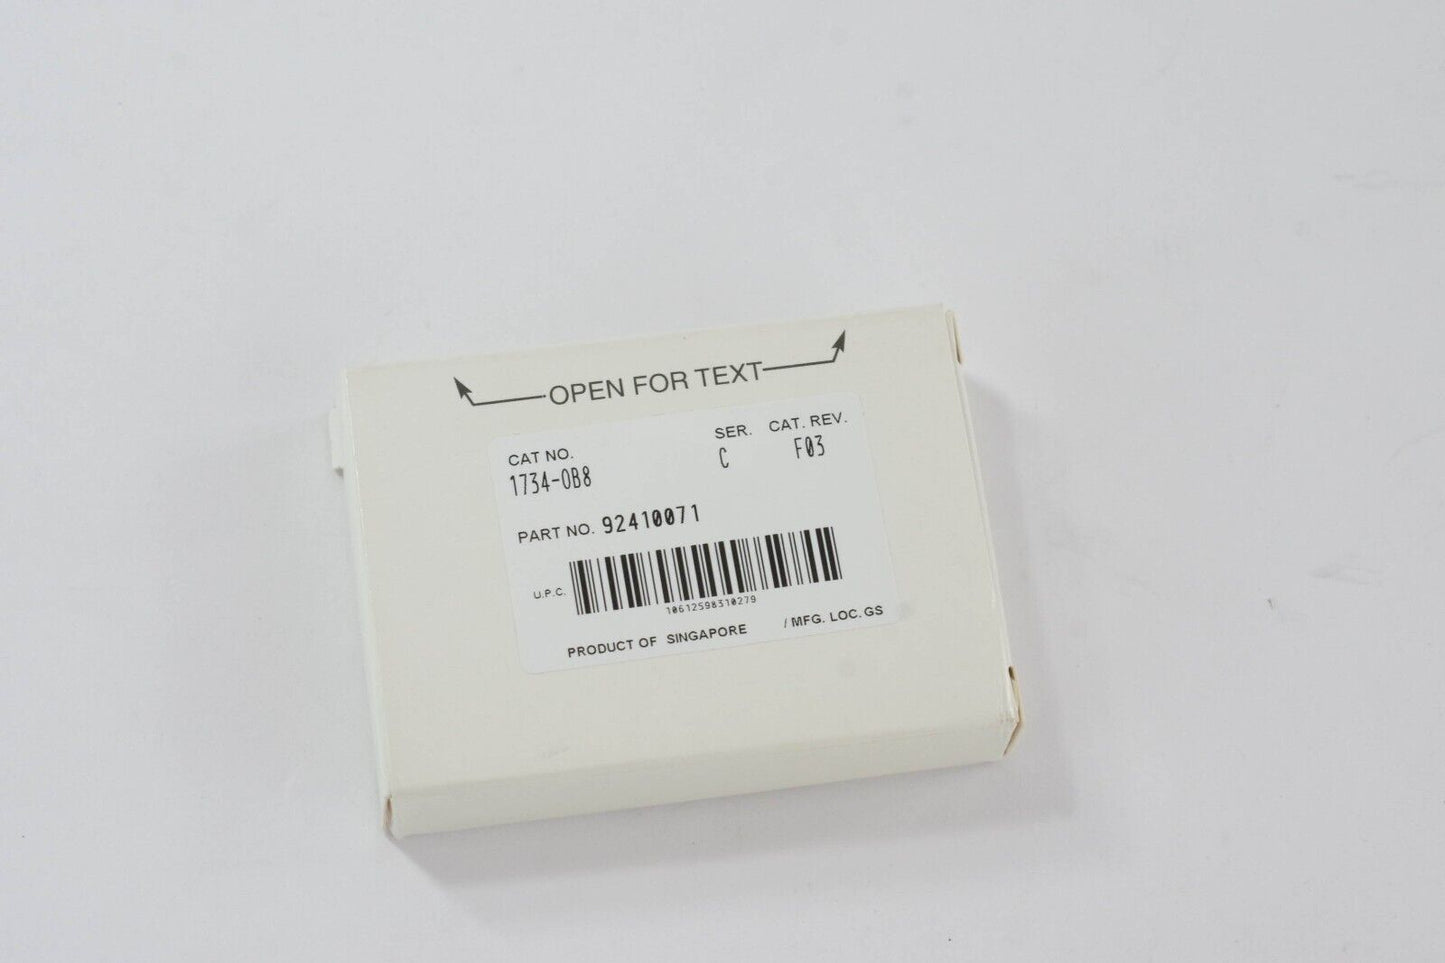 OPEN FOR TEXT
CAT NO. SER. CAT. REV.
1734-OB8 C F03
PART NO. 92410071
U.P.C.
10612598310279
PRODUCT OF SINGAPORE / MFG. LOC. GS